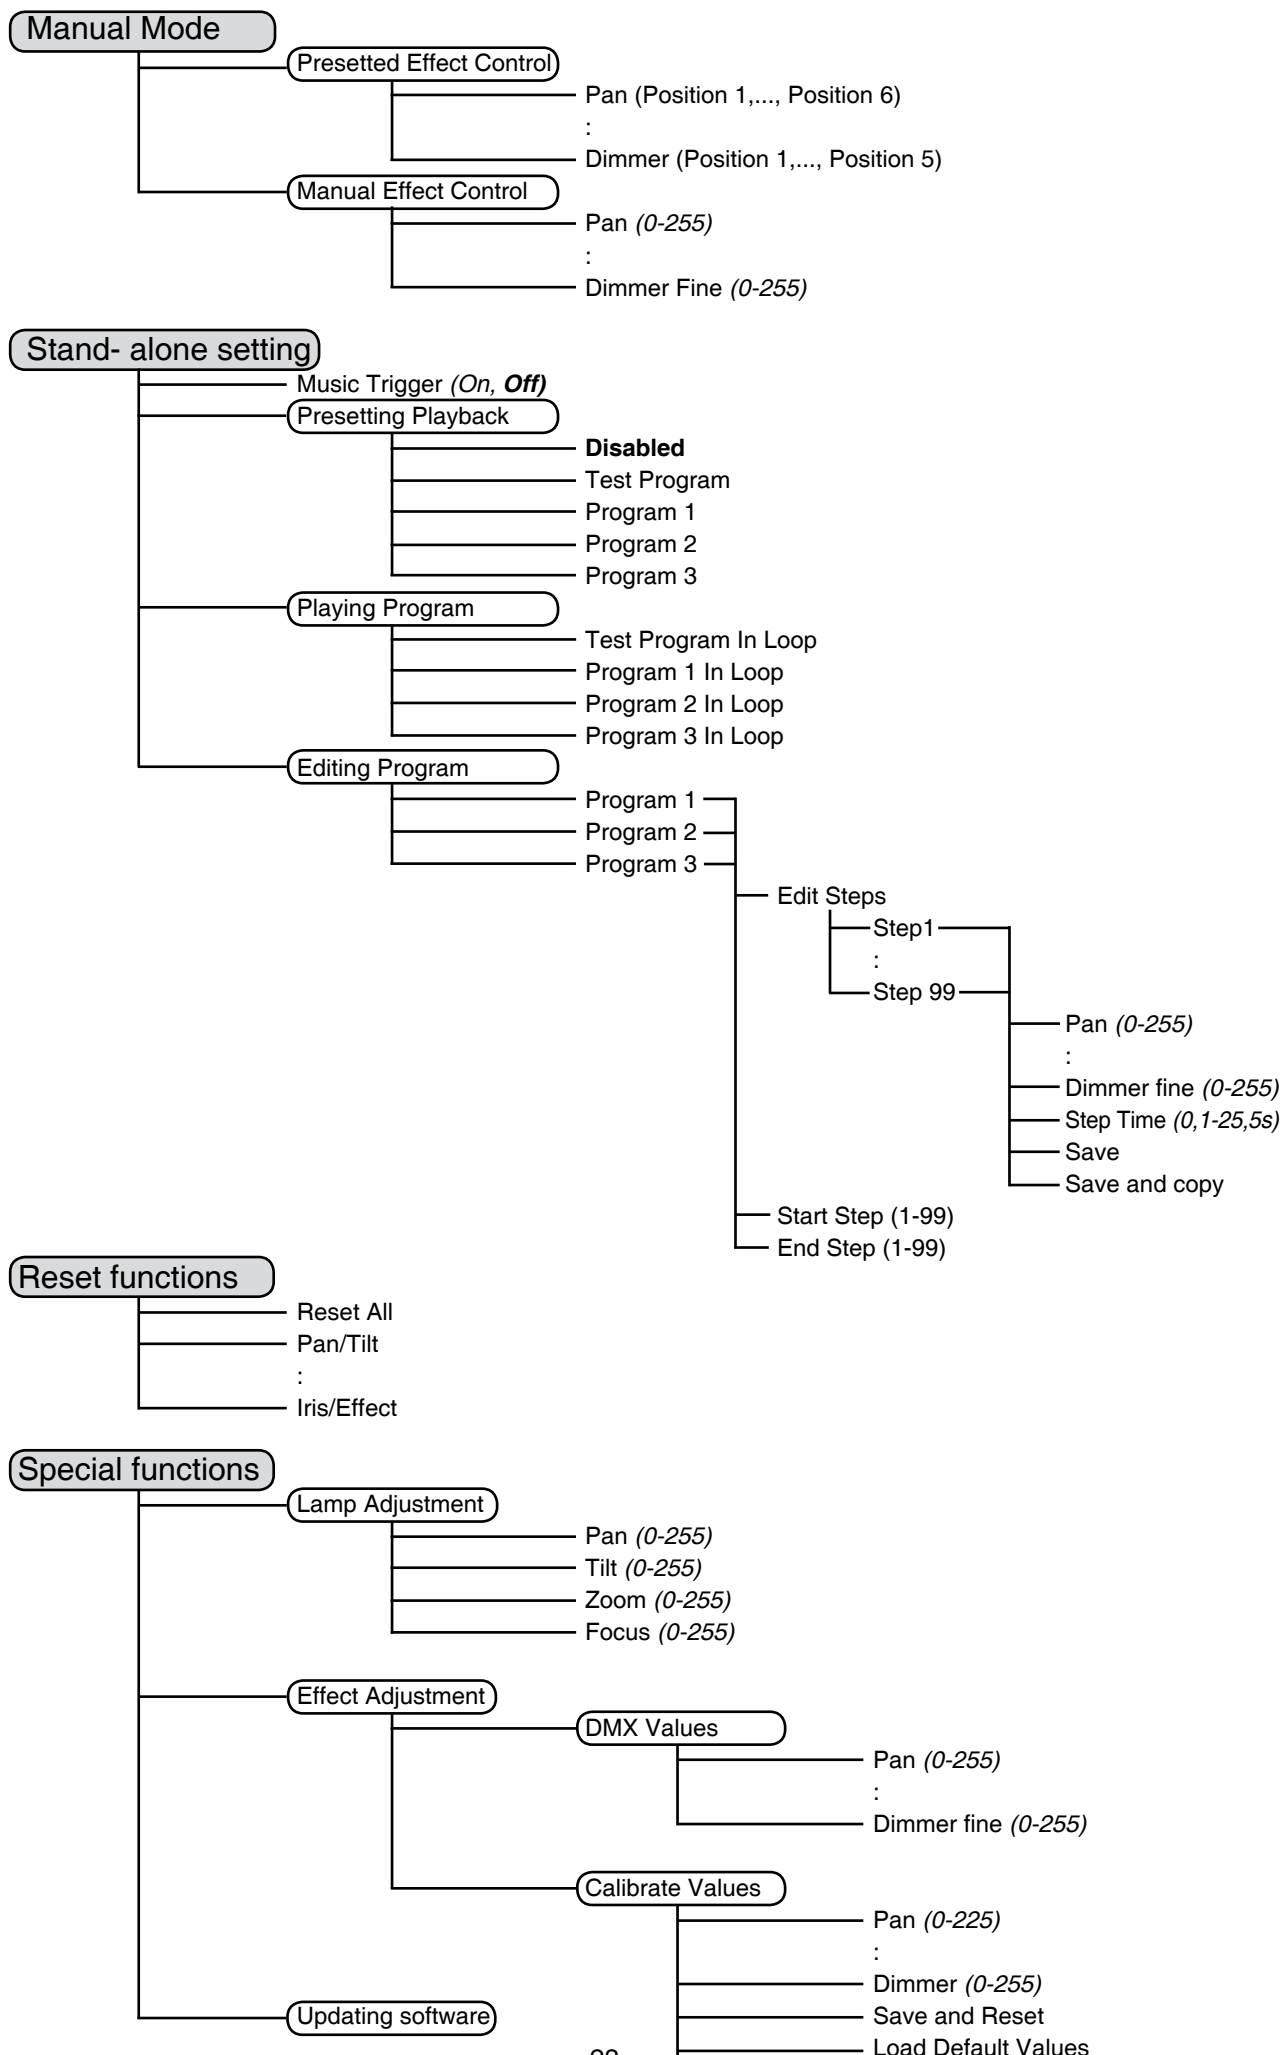 Manual Mode
Presetted Effect Control
Pan (Position 1,..., Position 6)
:
Dimmer (Position 1,..., Position 5)
Manual Effect Control
Pan (0-255)
:
Dimmer Fine (0-255)
Stand- alone setting
Music Trigger (On, Off)
Presetting Playback
Disabled
Test Program
Program 1
Program 2
Program 3
Playing Program
Test Program In Loop
Program 1 In Loop
Program 2 In Loop
Program 3 In Loop
Editing Program
Program 1
Program 2
Program 3
Edit Steps
Step1
:
Step 99
Pan (0-255)
:
Dimmer fine (0-255)
Step Time (0,1-25,5s)
Save
Save and copy
Start Step (1-99)
End Step (1-99)
Reset functions
Reset All
Pan/Tilt
:
Iris/Effect
Special functions
Lamp Adjustment
Pan (0-255)
Tilt (0-255)
Zoom (0-255)
Focus (0-255)
Effect Adjustment
DMX Values
Pan (0-255)
:
Dimmer fine (0-255)
Calibrate Values
Pan (0-225)
:
Dimmer (0-255)
Save and Reset
Updating software
Load Default Values